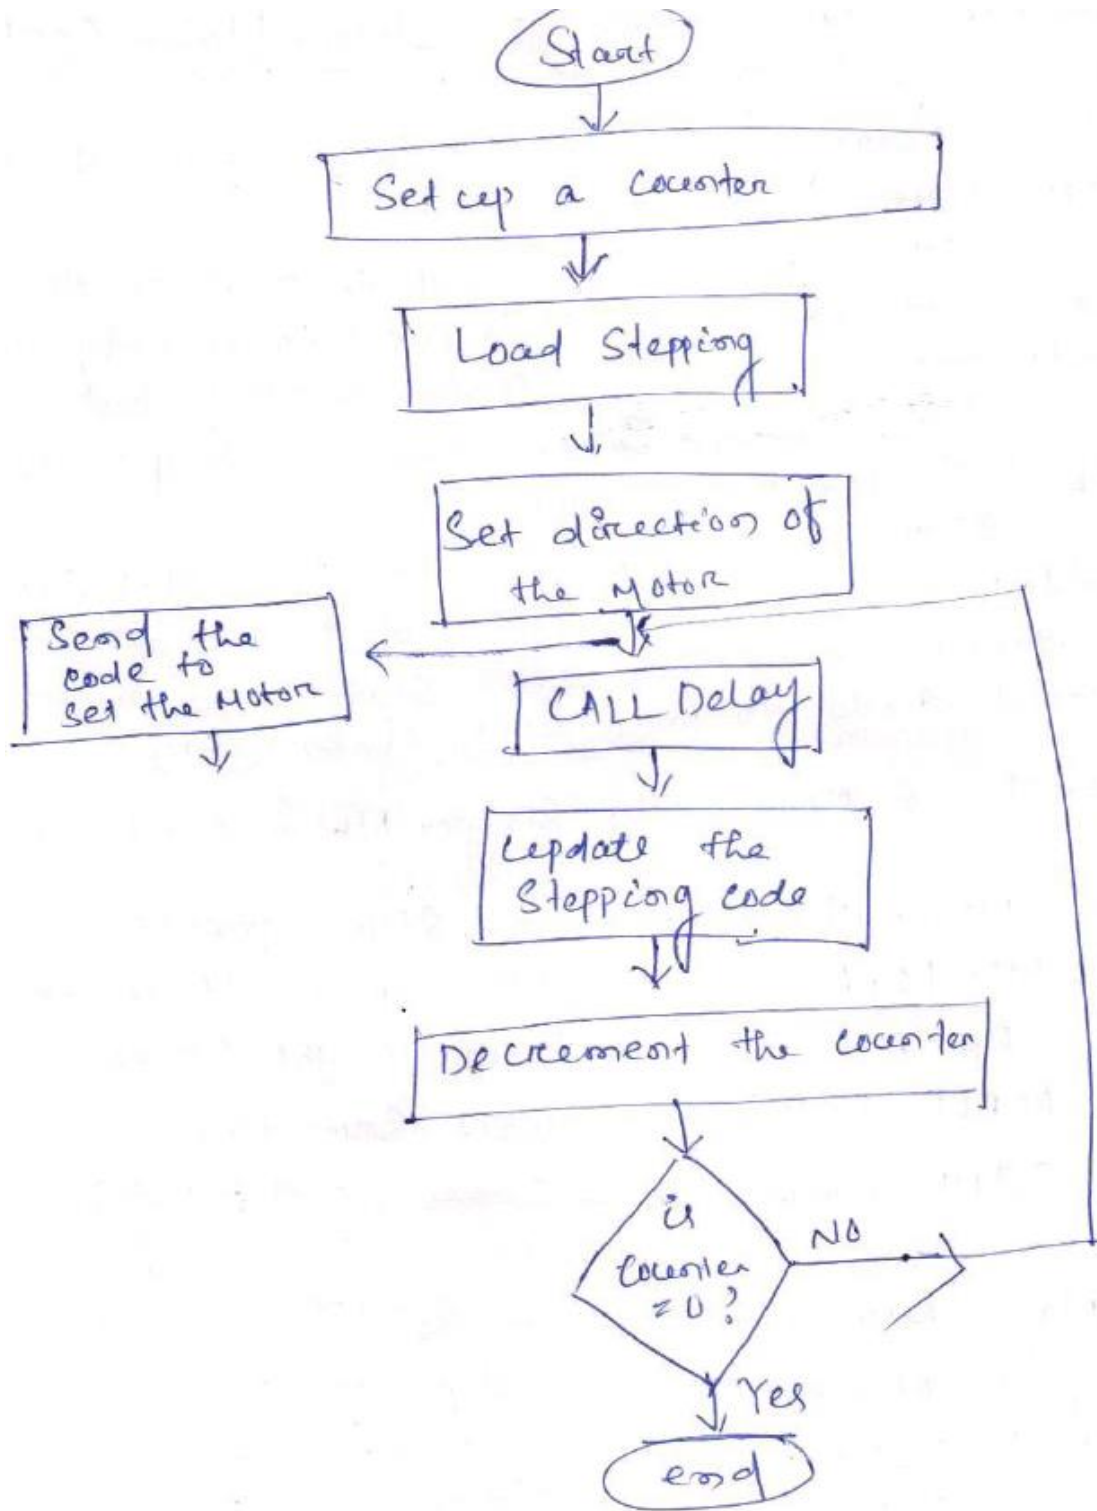 Start
Set up a counter
Load Stepping
Set direction of
the Motor
Send the
code to
set the Motor
CALL Delay
Update the
Stepping code
Decrement the counter
is
counter
= 0?
NO
Yes
end